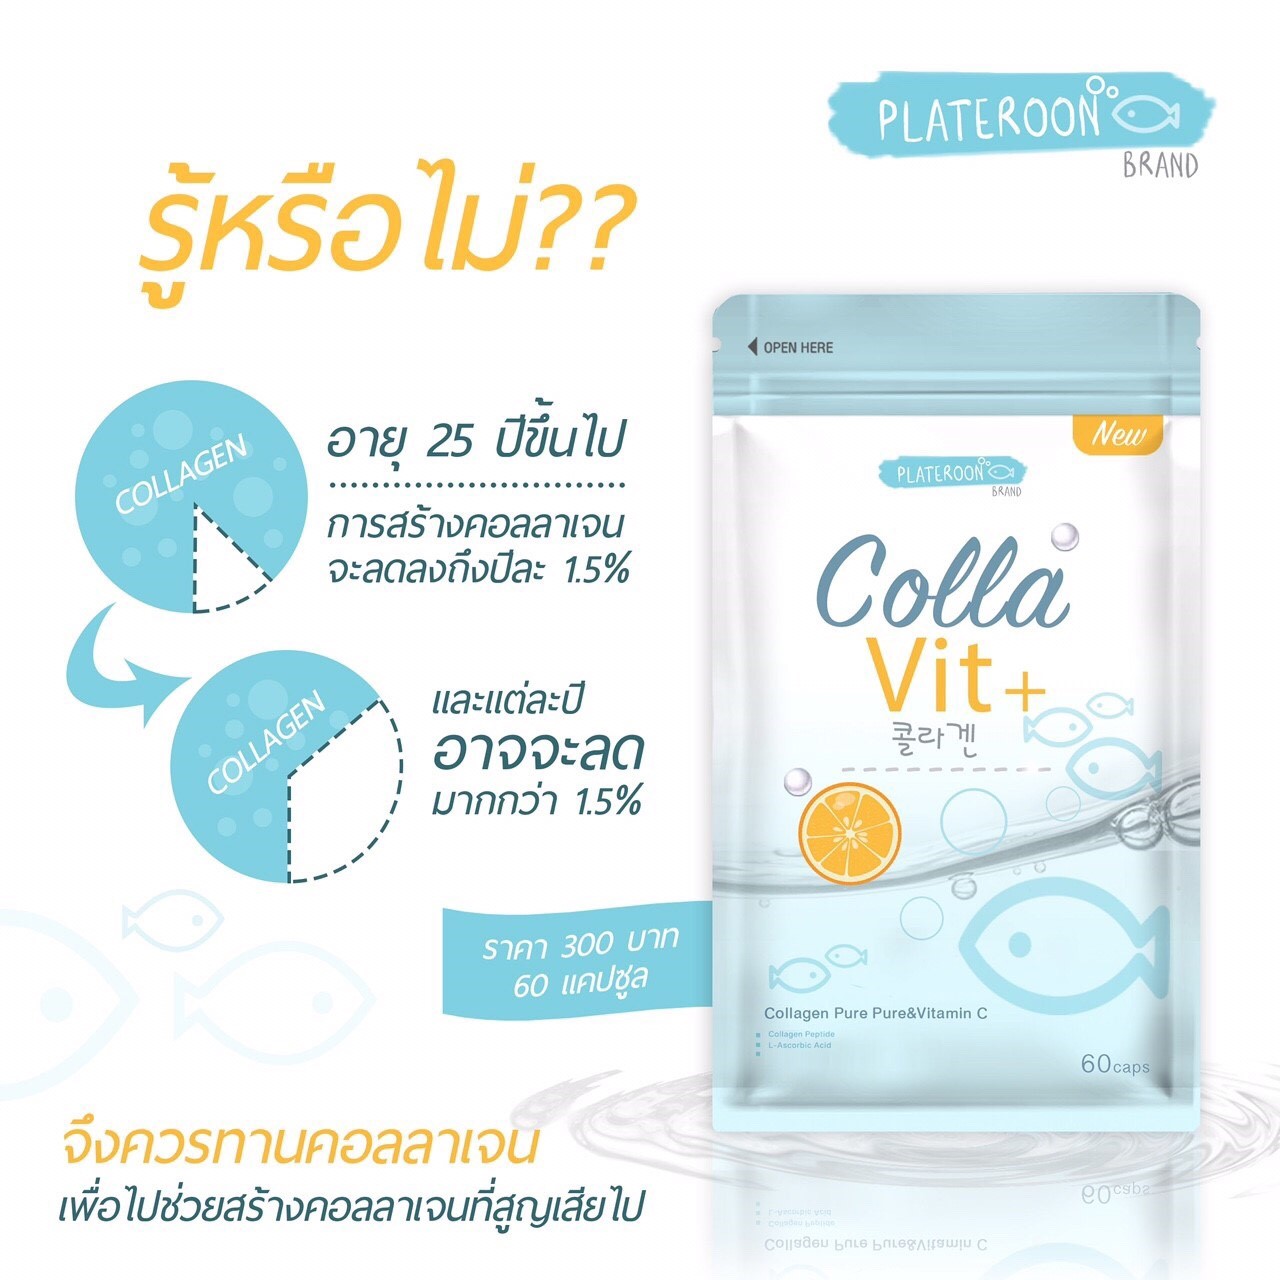 PLATEROON
BRAND
รู้หรือไม่??
COLLAGEN
อายุ 25 ปีขึ้นไป
การสร้างคอลลาเจน
จะลดลงถึงปีละ 1.5%
COLLAGEN
และแต่ละปี
อาจจะลด
มากกว่า 1.5%
ราคา 300 บาท
60 แคปซูล
จึงควรทานคอลลาเจน
เพื่อไปช่วยสร้างคอลลาเจนที่สูญเสียไป
OPEN HERE
New
PLATEROON
BRAND
Colla
Vit+
콜라겐
Collagen Pure Pure&Vitamin C
Collagen Peptide
L-Ascorbic Acid
60caps